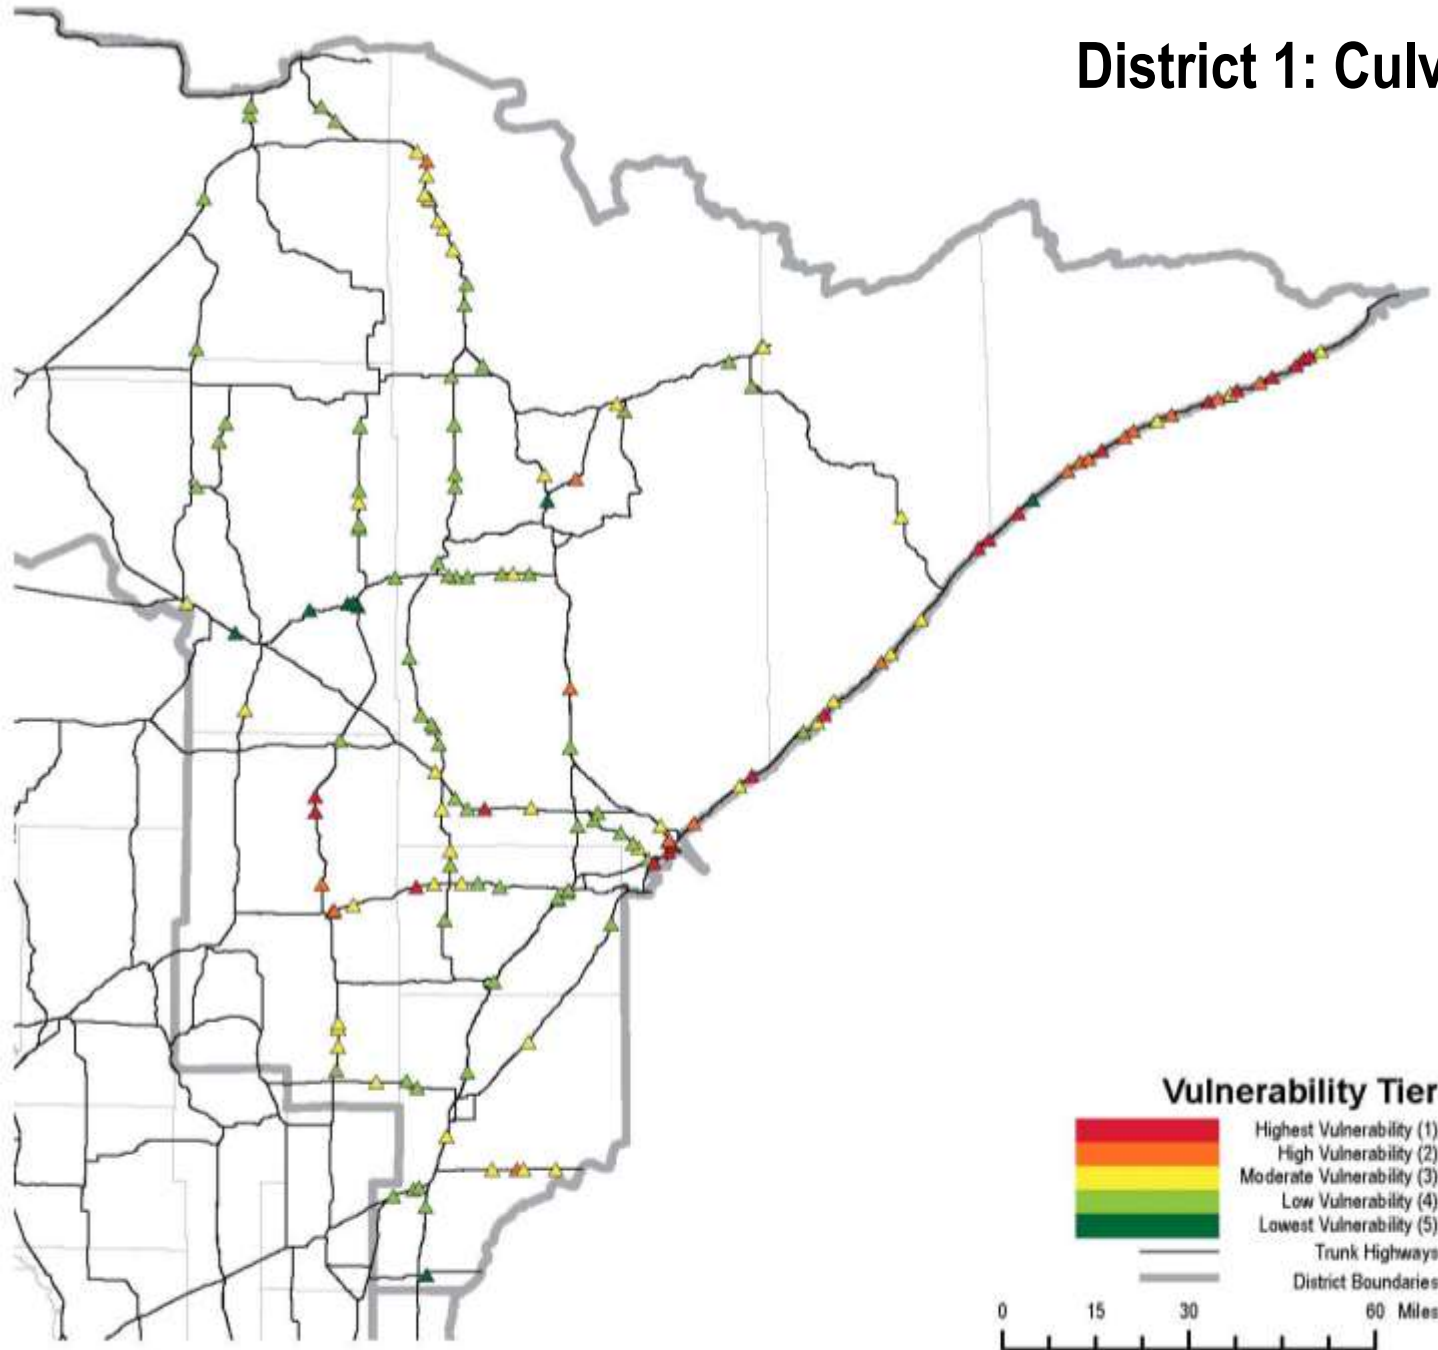 District 1: Culv
Vulnerability Tier
Highest Vulnerability (1)
High Vulnerability (2)
Moderate Vulnerability (3)
Low Vulnerability (4)
Lowest Vulnerability (5)
Trunk Highways
District Boundaries
0 15 30 60 Miles